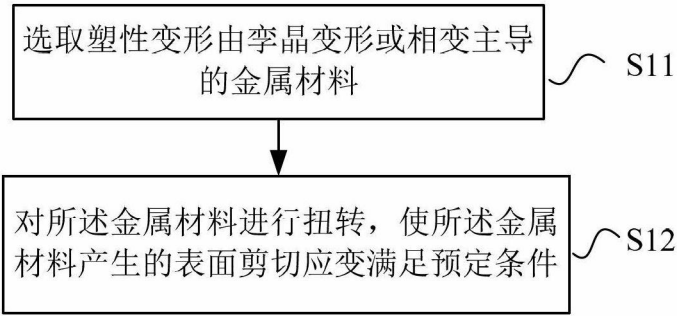 选取塑性变形由孪晶变形或相变主导
的金属材料
S11
对所述金属材料进行扭转，使所述金属
材料产生的表面剪切应变满足预定条件
S12